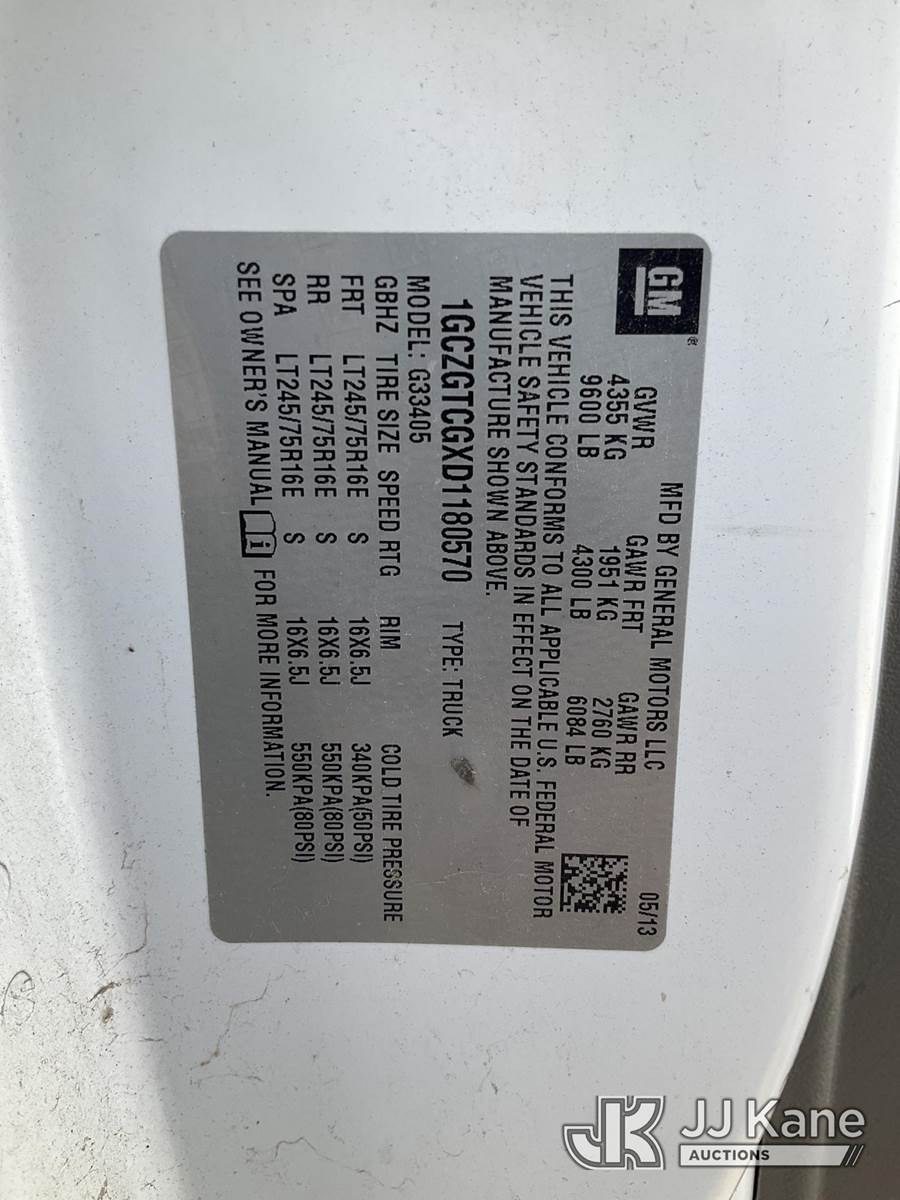 GM®
MFD BY GENERAL MOTORS LLC 05/13
GVWR GAWR FRT GAWR RR
4355 KG 1951 KG 2760 KG
9600 LB 4300 LB 6084 LB
THIS VEHICLE CONFORMS TO ALL APPLICABLE U.S. FEDERAL MOTOR
VEHICLE SAFETY STANDARDS IN EFFECT ON THE DATE OF
MANUFACTURE SHOWN ABOVE.
1GCZGTCGXD1180570 TYPE: TRUCK
MODEL: G33405
GBHZ TIRE SIZE SPEED RTG RIM COLD TIRE PRESSURE
FRT LT245/75R16E S 16X6.5J 340KPA(50PSI)
RR LT245/75R16E S 16X6.5J 550KPA(80PSI)
SPA LT245/75R16E S 16X6.5J 550KPA(80PSI)
SEE OWNER'S MANUAL i FOR MORE INFORMATION.
JK JJ Kane
AUCTIONS